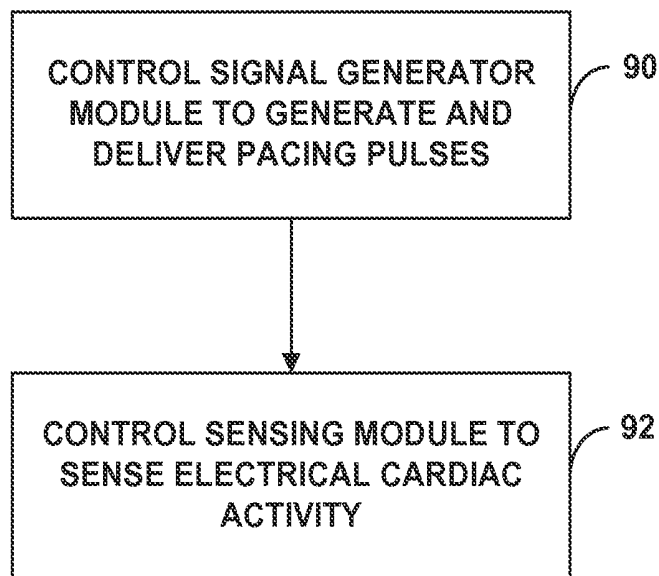 CONTROL SIGNAL GENERATOR
MODULE TO GENERATE AND
DELIVER PACING PULSES
90
CONTROL SENSING MODULE TO
SENSE ELECTRICAL CARDIAC
ACTIVITY
92